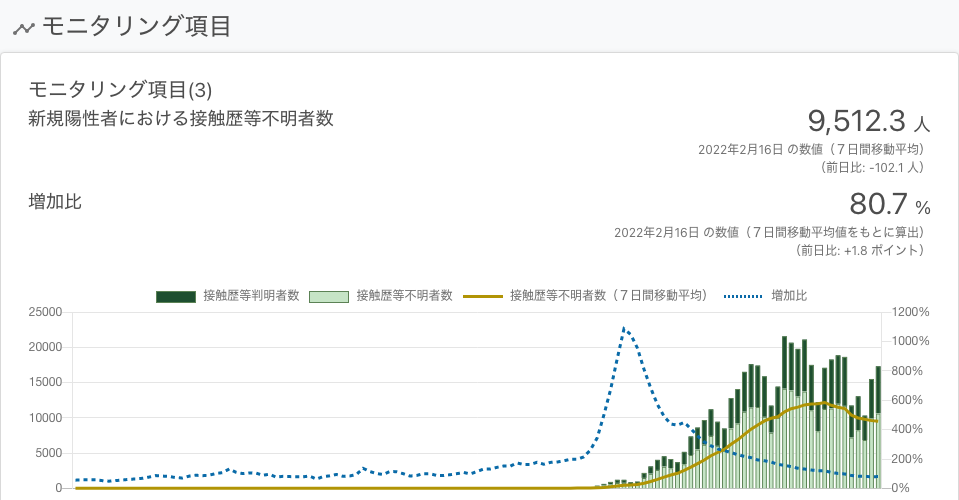 モニタリング項目
モニタリング項目(3)
新規陽性者における接触歴等不明者数
9,512.3 人
2022年2月16日 の数値（７日間移動平均）
（前日比: -102.1 人）
増加比
80.7 %
2022年2月16日 の数値（７日間移動平均値をもとに算出）
（前日比: +1.8 ポイント）
接触歴等判明者数 接触歴等不明者数 接触歴等不明者数（７日間移動平均） 増加比
25000 1200%
20000 1000%
15000 800%
10000 600%
5000 400%
0 200%
0%